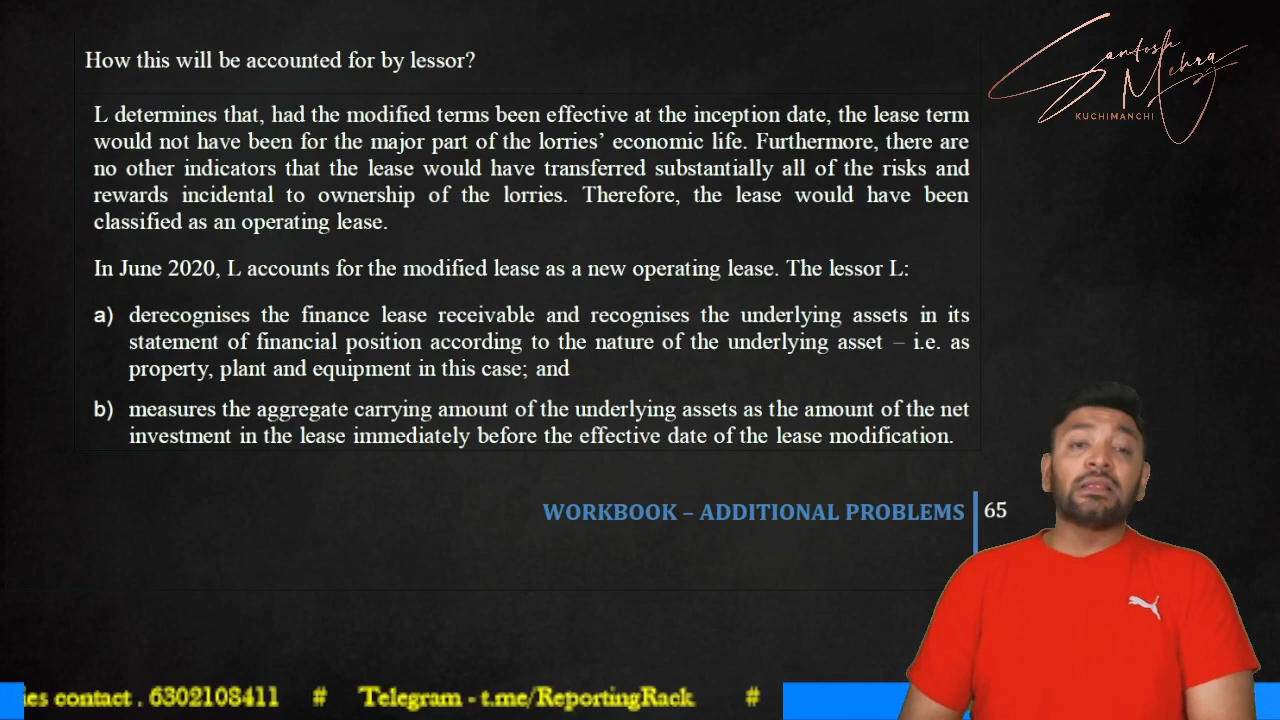 Santosh
Mehra
KUCHIMANCHI
How this will be accounted for by lessor?
L determines that, had the modified terms been effective at the inception date, the lease term
would not have been for the major part of the lorries’ economic life. Furthermore, there are
no other indicators that the lease would have transferred substantially all of the risks and
rewards incidental to ownership of the lorries. Therefore, the lease would have been
classified as an operating lease.
In June 2020, L accounts for the modified lease as a new operating lease. The lessor L:
a) derecognises the finance lease receivable and recognises the underlying assets in its
statement of financial position according to the nature of the underlying asset – i.e. as
property, plant and equipment in this case; and
b) measures the aggregate carrying amount of the underlying assets as the amount of the net
investment in the lease immediately before the effective date of the lease modification.
WORKBOOK – ADDITIONAL PROBLEMS 65
ies contact . 6302108411 # Telegram - t.me/ReportingRack #